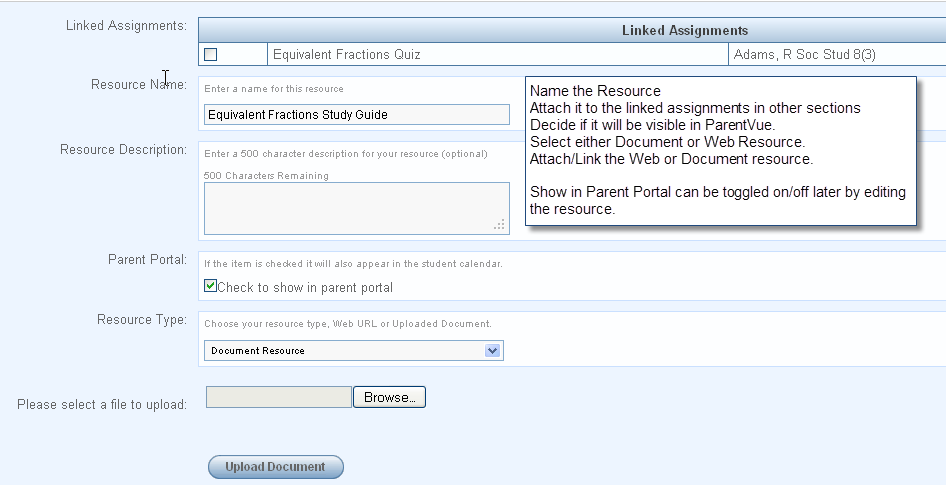 Linked Assignments:
Linked Assignments
Equivalent Fractions Quiz
Adams, R Soc Stud 8(3)
Resource Name:
Enter a name for this resource
Equivalent Fractions Study Guide
Name the Resource
Attach it to the linked assignments in other sections
Decide if it will be visible in ParentVue.
Select either Document or Web Resource.
Attach/Link the Web or Document resource.
Show in Parent Portal can be toggled on/off later by editing
the resource.
Resource Description:
Enter a 500 character description for your resource (optional)
500 Characters Remaining
Parent Portal:
If the item is checked it will also appear in the student calendar.
Check to show in parent portal
Resource Type:
Choose your resource type, Web URL or Uploaded Document.
Document Resource
Please select a file to upload:
Browse...
Upload Document